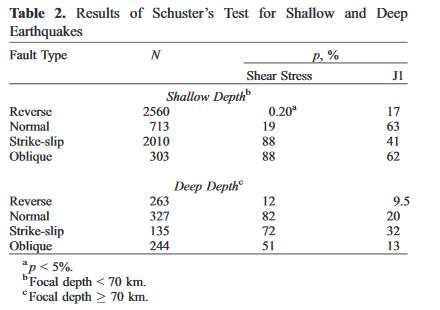 Table 2. Results of Schuster's Test for Shallow and Deep
Earthquakes
Fault Type N p, %
Shear Stress J1
Shallow Depth^b
Reverse 2560 0.20^a 17
Normal 713 19 63
Strike-slip 2010 88 41
Oblique 303 88 62
Deep Depth^c
Reverse 263 12 9.5
Normal 327 82 20
Strike-slip 135 72 32
Oblique 244 51 13
^a p < 5%.
^b Focal depth < 70 km.
^c Focal depth ≥ 70 km.